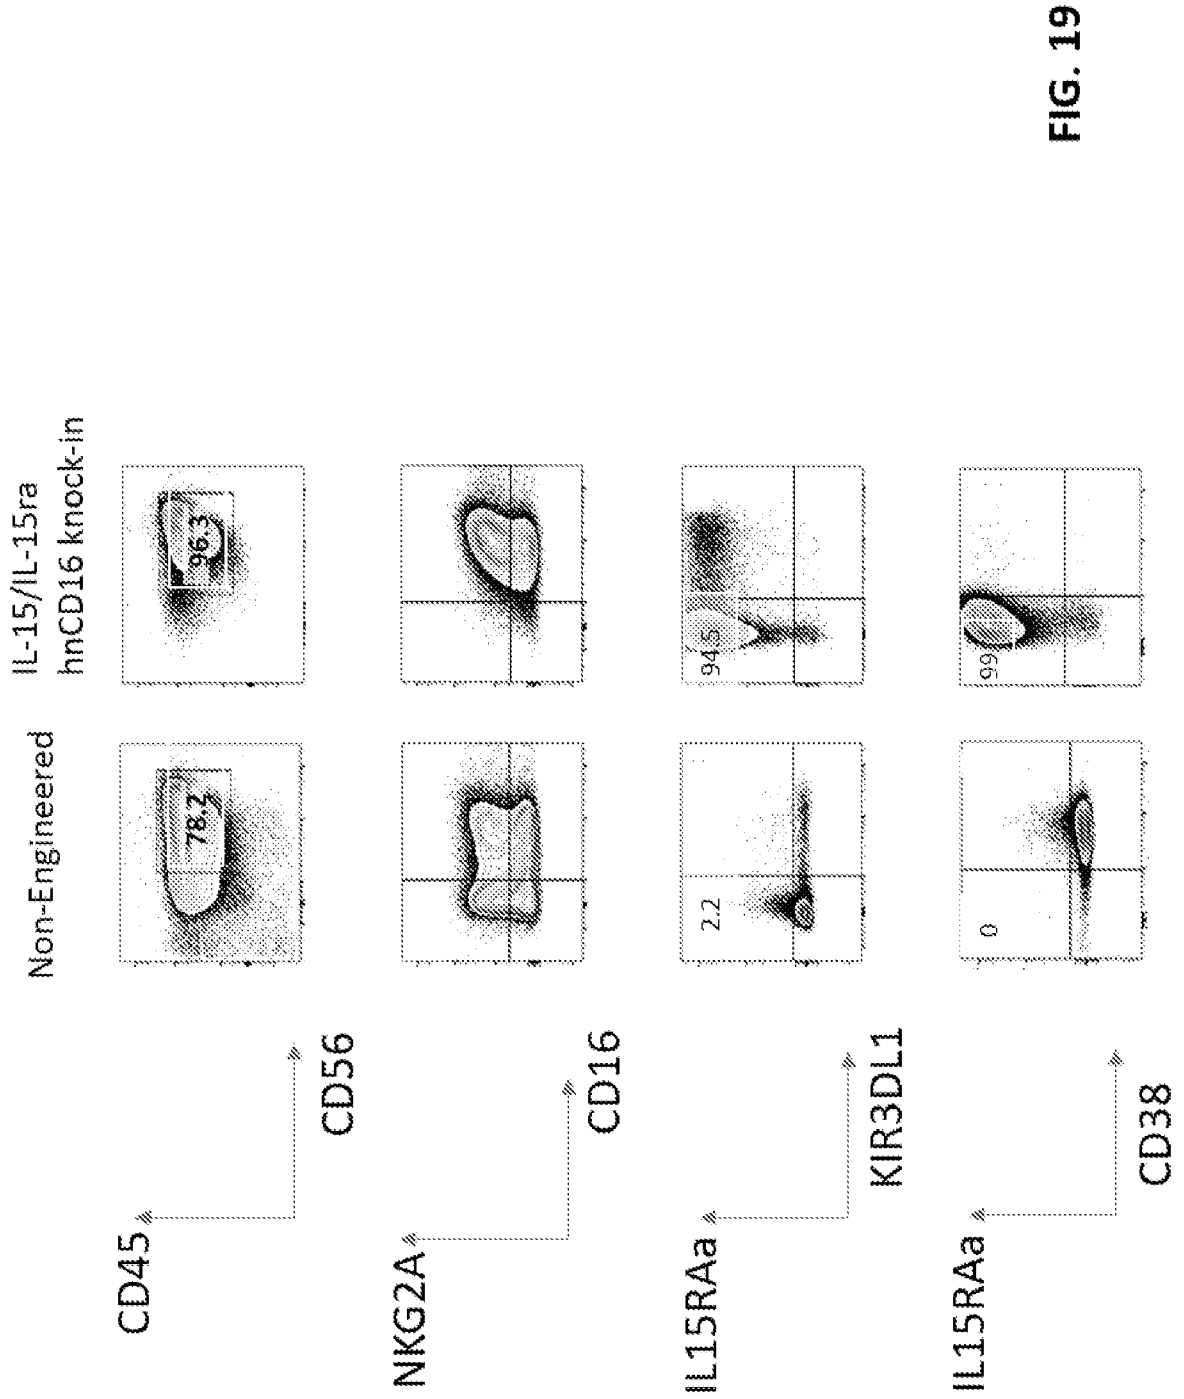 Non-Engineered
IL-15/IL-15ra
hnCD16 knock-in
CD45
CD56
78.2
96.3
NKG2A
CD16
IL15RAa
KIR3DL1
2.2
94.5
IL15RAa
CD38
0
99
FIG. 19